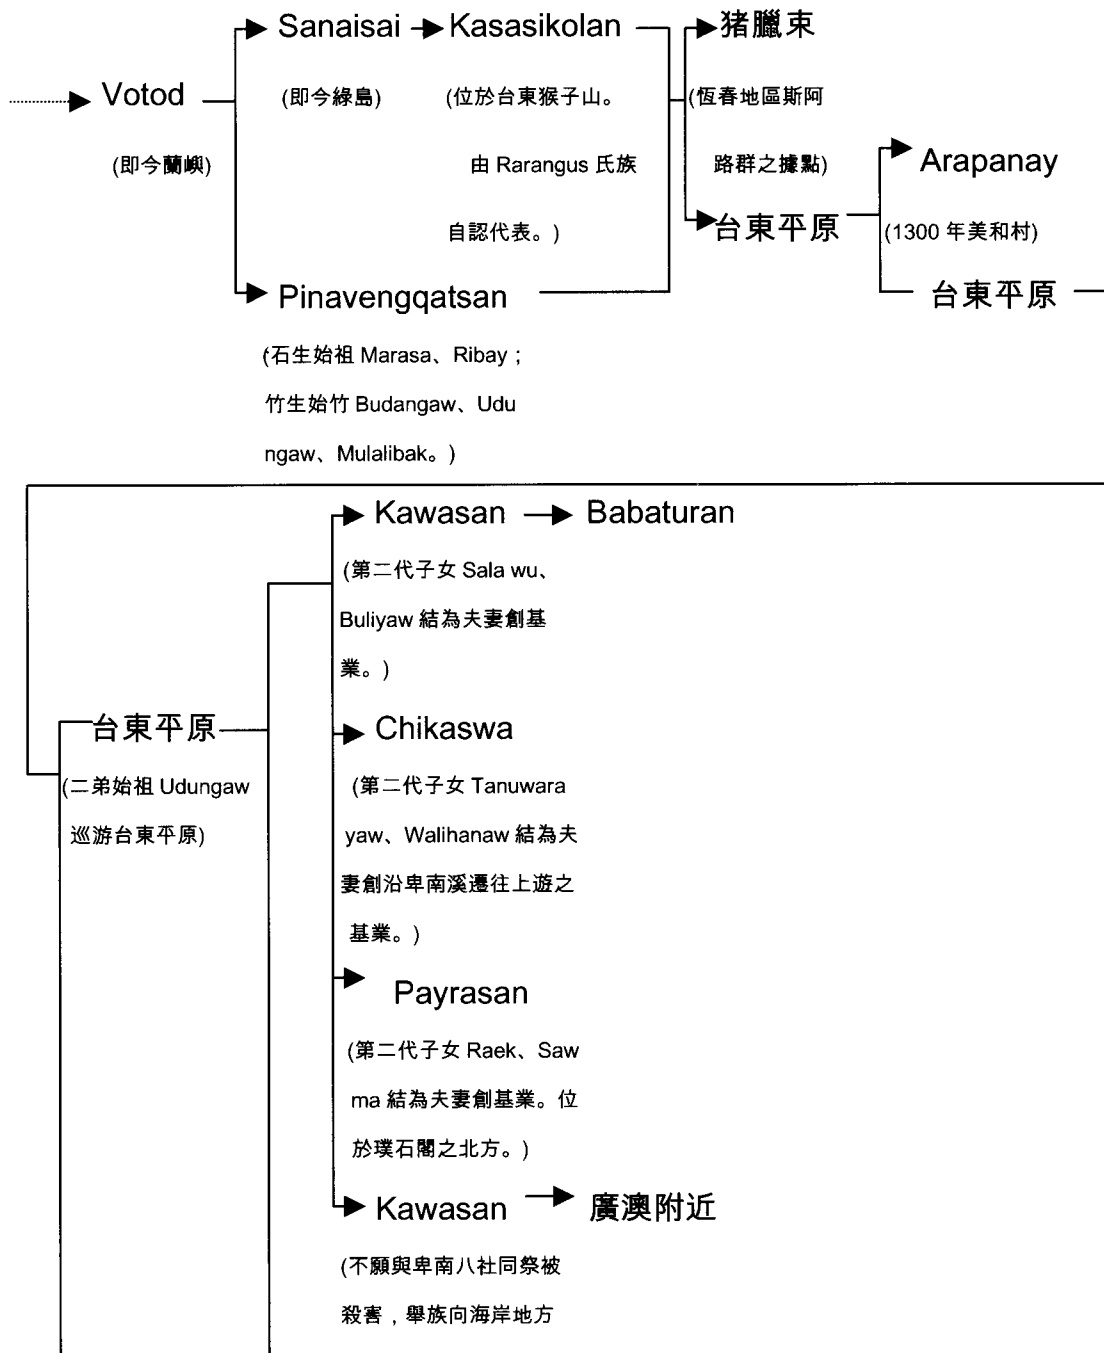 Sanaisai Kasasikolan 猪臘束
Votod (即今綠島) (位於台東猴子山。 (恆春地區斯阿
(即今蘭嶼) 由 Rarangus 氏族 路群之據點) Arapanay
自認代表。) 台東平原 (1300 年美和村)
Pinavengqatsan 台東平原
(石生始祖 Marasa、Ribay；
竹生始竹 Budangaw、Udu
ngaw、Mulalibak。)
Kawasan Babaturan
(第二代子女 Sala wu、
Buliyaw 結為夫妻創基
業。)
台東平原 Chikaswa
(二弟始祖 Udungaw (第二代子女 Tanuwara
巡游台東平原) yaw、Walihanaw 結為夫
妻創沿卑南溪遷往上遊之
基業。)
Payrasan
(第二代子女 Raek、Saw
ma 結為夫妻創基業。位
於璞石閣之北方。)
Kawasan 廣澳附近
(不願與卑南八社同祭被
殺害，舉族向海岸地方